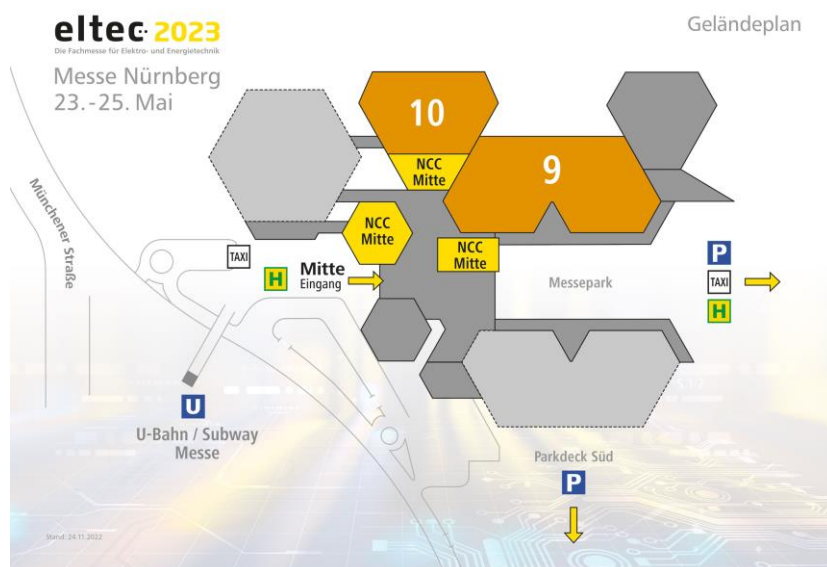 eltec 2023
Die Fachmesse für Elektro- und Energietechnik
Geländeplan
Messe Nürnberg
23.-25. Mai
10
NCC
Mitte
9
Münchener Straße
NCC
Mitte
NCC
Mitte
TAXI
H
Mitte
Eingang
Messepark
P
TAXI
H
U
U-Bahn / Subway
Messe
Parkdeck Süd
P
Stand: 24.11.2022